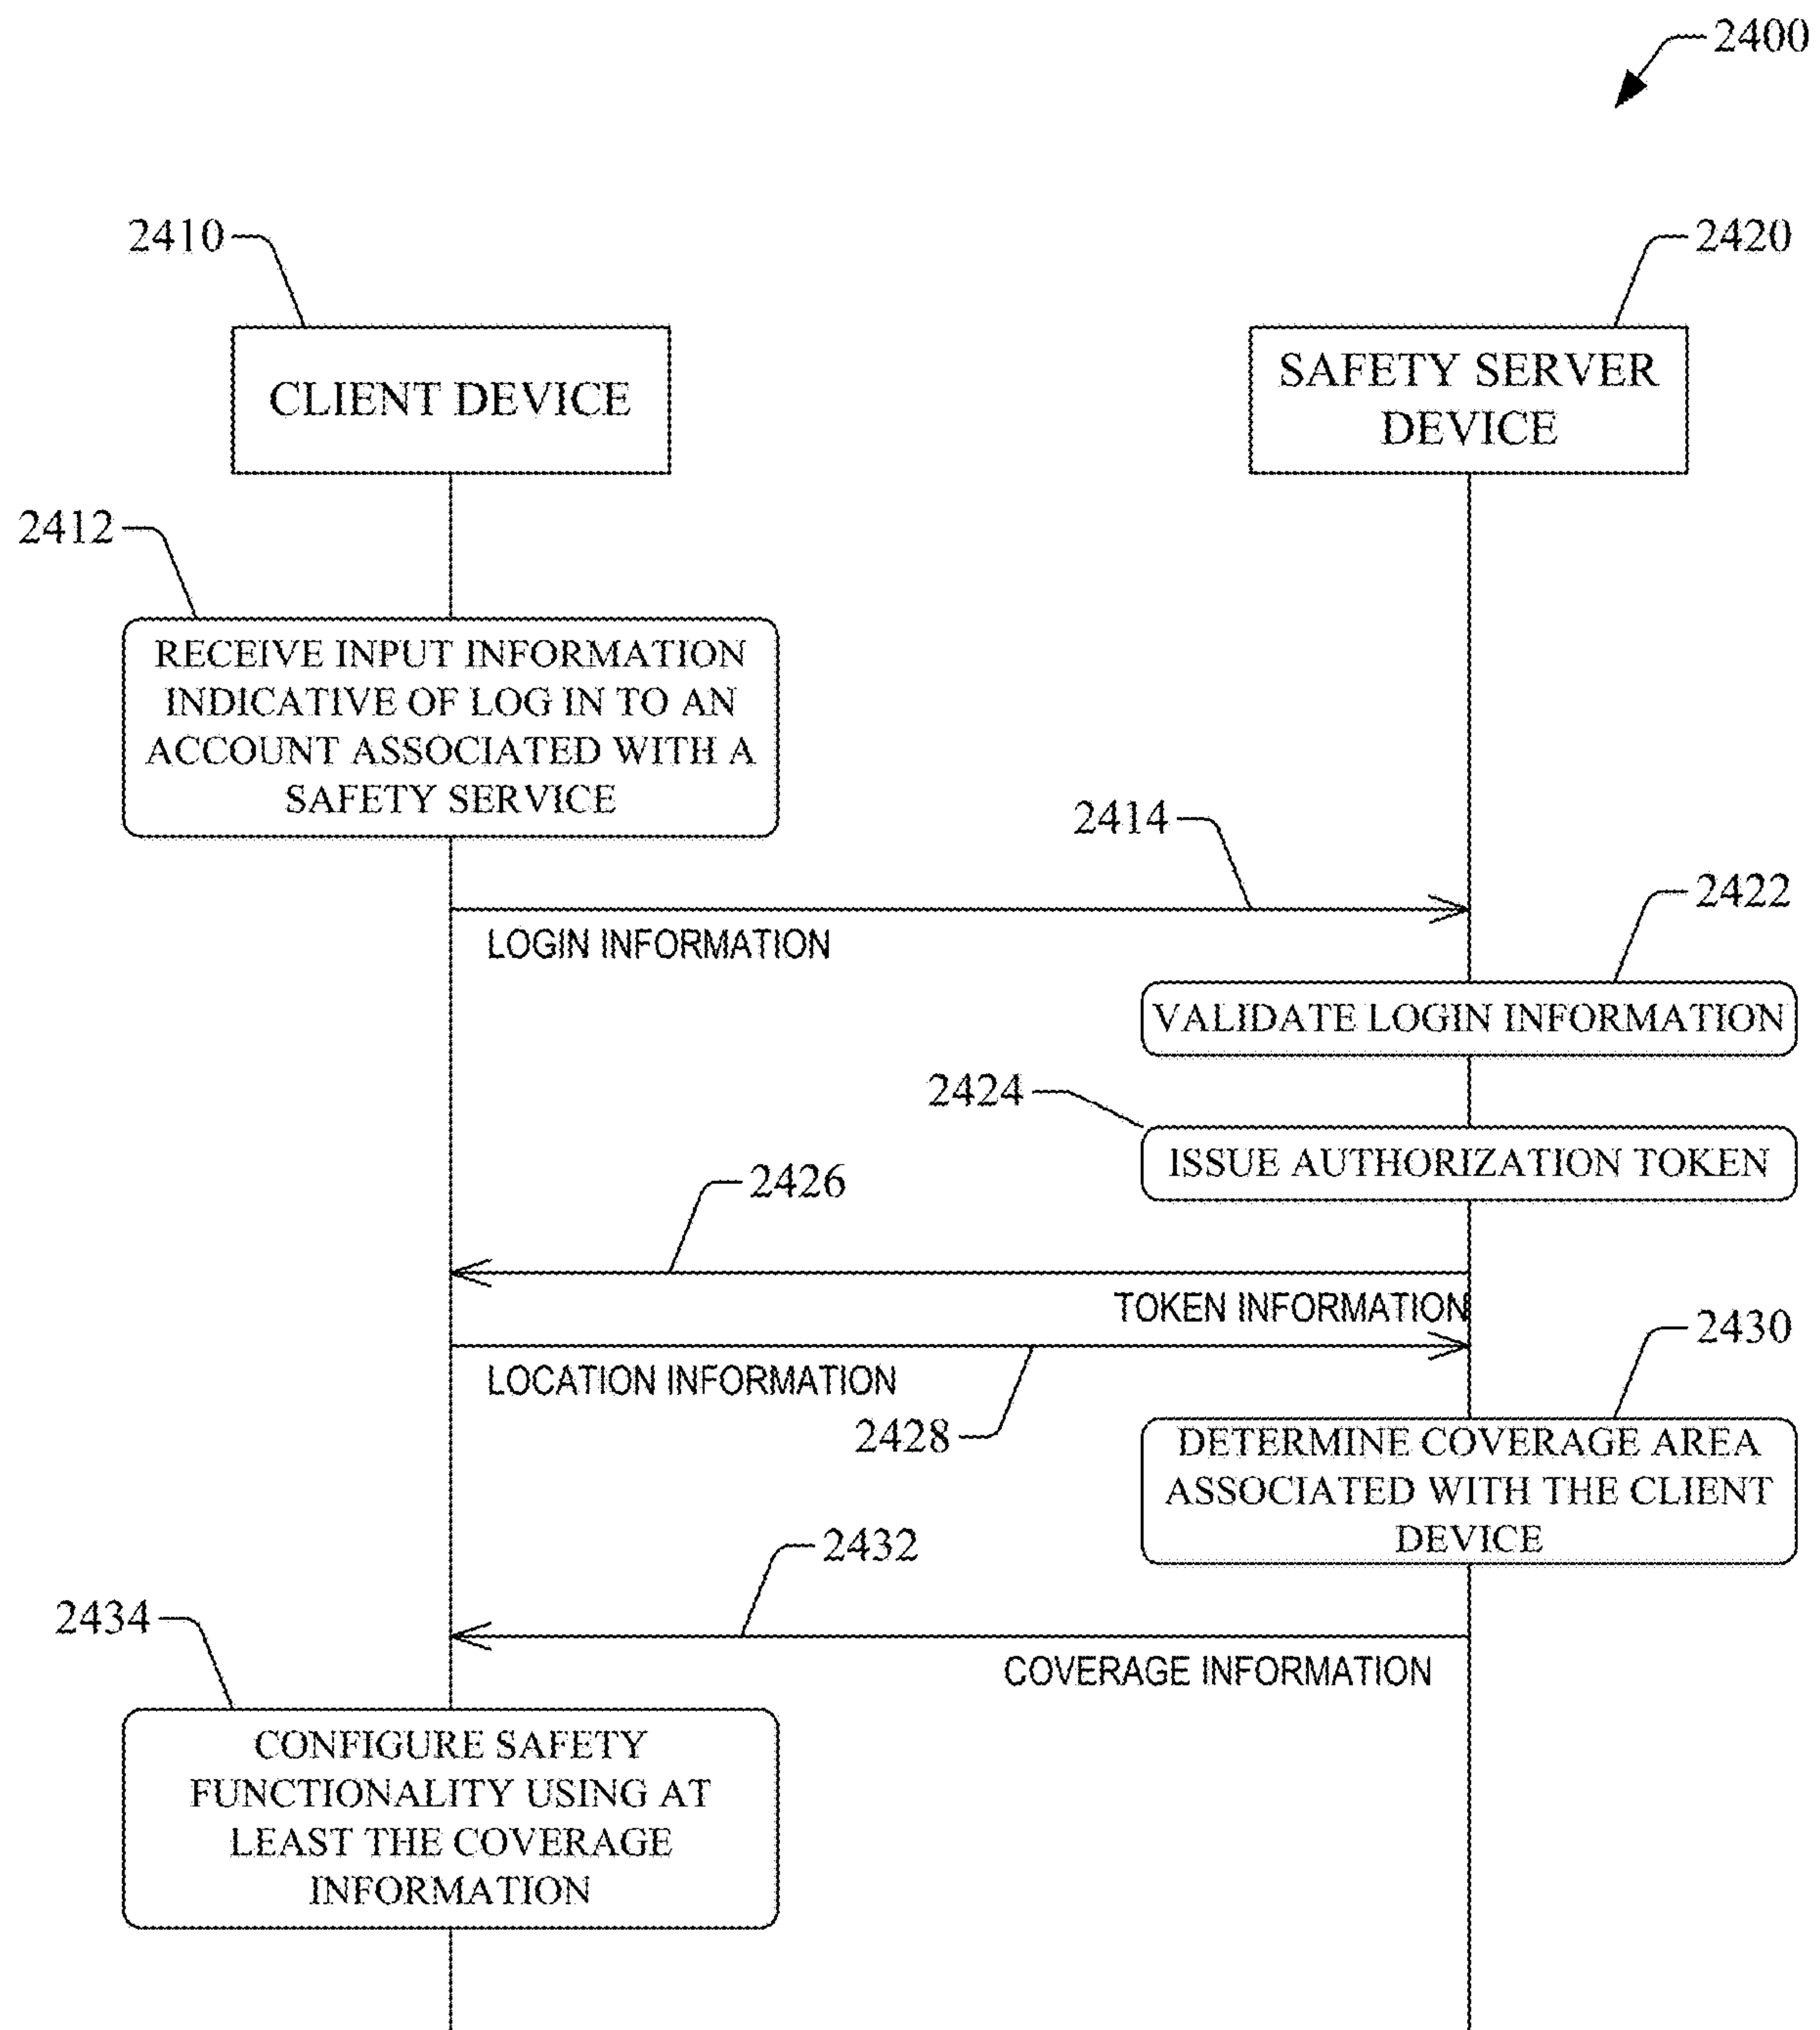 2400
2410
2420
CLIENT DEVICE
SAFETY SERVER
DEVICE
2412
RECEIVE INPUT INFORMATION
INDICATIVE OF LOG IN TO AN
ACCOUNT ASSOCIATED WITH A
SAFETY SERVICE
2414
2422
LOGIN INFORMATION
VALIDATE LOGIN INFORMATION
2424
ISSUE AUTHORIZATION TOKEN
2426
TOKEN INFORMATION
2430
LOCATION INFORMATION
2428
DETERMINE COVERAGE AREA
ASSOCIATED WITH THE CLIENT
DEVICE
2432
2434
COVERAGE INFORMATION
CONFIGURE SAFETY
FUNCTIONALITY USING AT
LEAST THE COVERAGE
INFORMATION